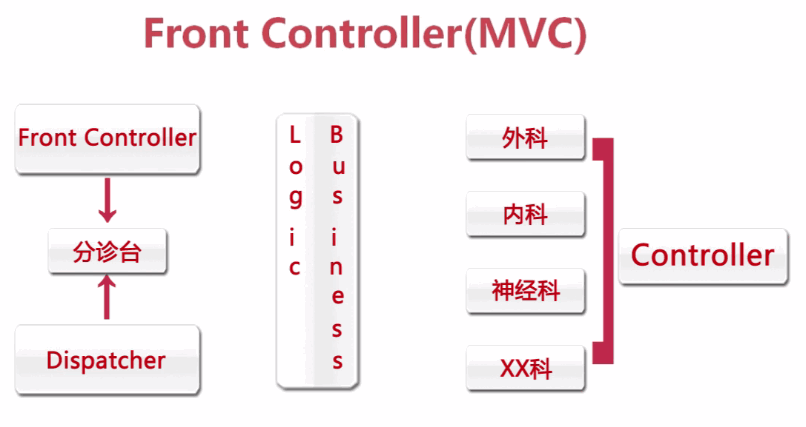 Front Controller(MVC)
Front Controller
分诊台
Dispatcher
Logic
Business
外科
内科
神经科
XX科
Controller